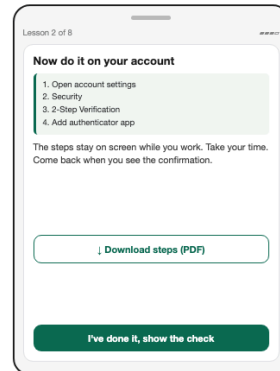 Lesson 2 of 8
Now do it on your account
1. Open account settings
2. Security
3. 2-Step Verification
4. Add authenticator app
The steps stay on screen while you work. Take your time.
Come back when you see the confirmation.
↓ Download steps (PDF)
I've done it, show the check